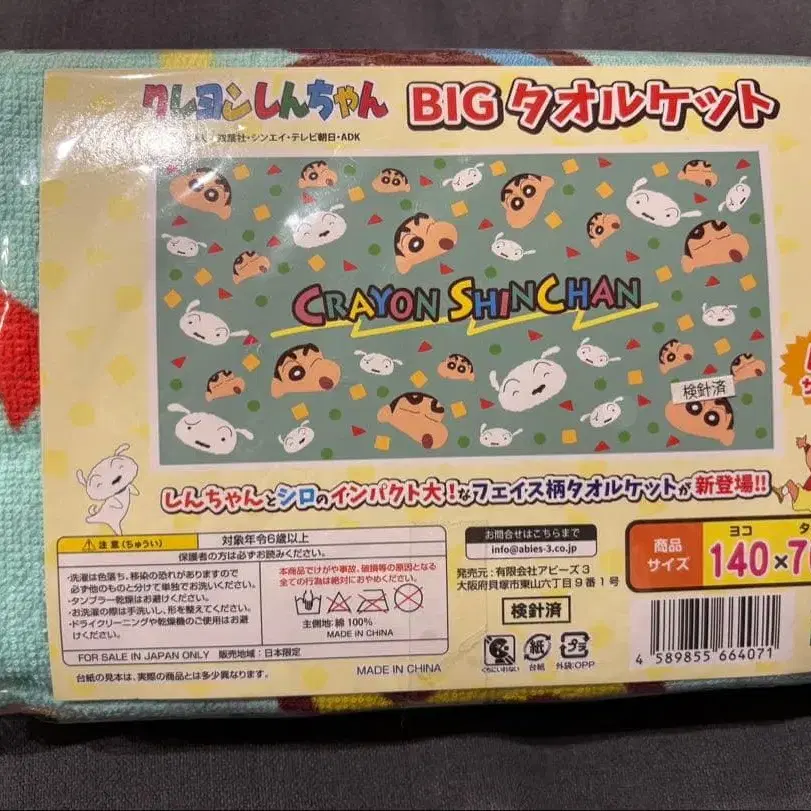 クレヨンしんちゃん BIG タオルケット
双葉社・シンエイ・テレビ朝日・ADK
CRAYON SHINCHAN
検針済
しんちゃんとシロのインパクト大!なフェイス柄タオルケットが新登場!!
注意(ちゅうい)
対象年令6歳以上
保護者の方は必ずお読みください。
・洗濯は色落ち、移染の恐れがありますので
必ず他のものと分けて単独でお洗いください。
・タンブラー乾燥はお避けください。
・お洗濯の際は手洗いし、形を整えてください。
・ドライクリーニングや乾燥機のご使用はお避
けください。
本商品でけがや事故、破損等の原因となる
全ての行為は絶対におやめください。
主側地:綿 100%
MADE IN CHINA
FOR SALE IN JAPAN ONLY 販売地域:日本限定
MADE IN CHINA
台紙の見本は、実際の商品とは多少異なります。
お問合せはこちらまで
info@abies-3.co.jp
発売元:有限会社アビーズ3
大阪府貝塚市東山六丁目9番1号
検針済
くちにいれない
紙
台紙
プラ
外袋:OPP
商品
サイズ
ヨコ
140×
4 589855 664071